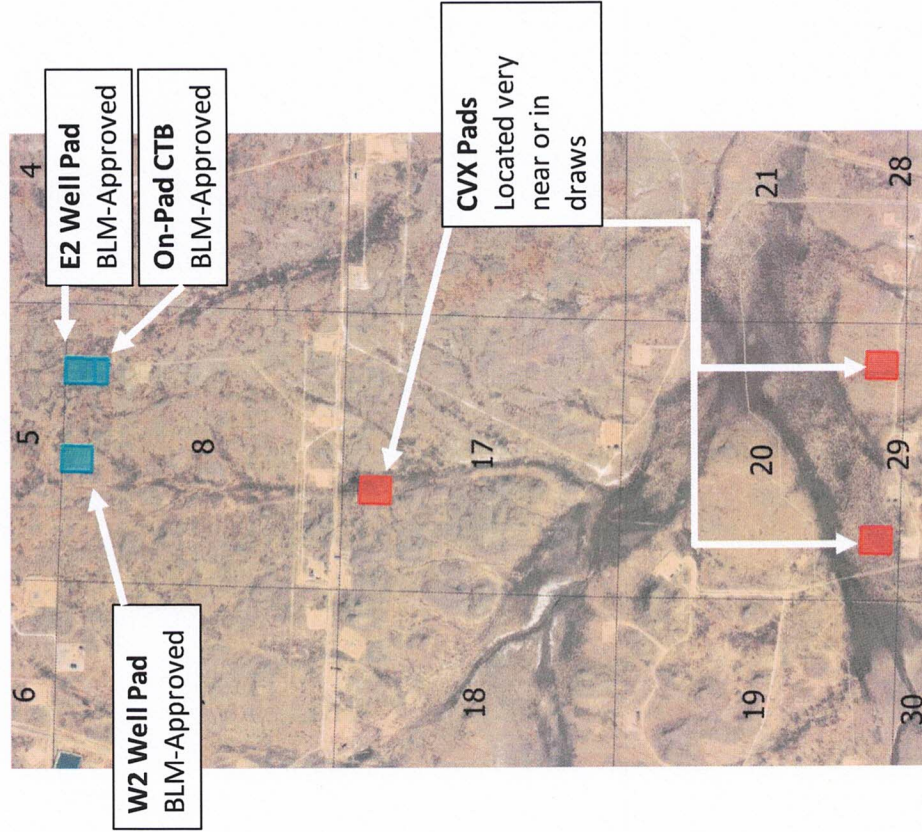 6
5
4
W2 Well Pad
BLM-Approved
E2 Well Pad
BLM-Approved
On-Pad CTB
BLM-Approved
8
CVX Pads
Located very
near or in
draws
18
17
19
20
21
30
29
28